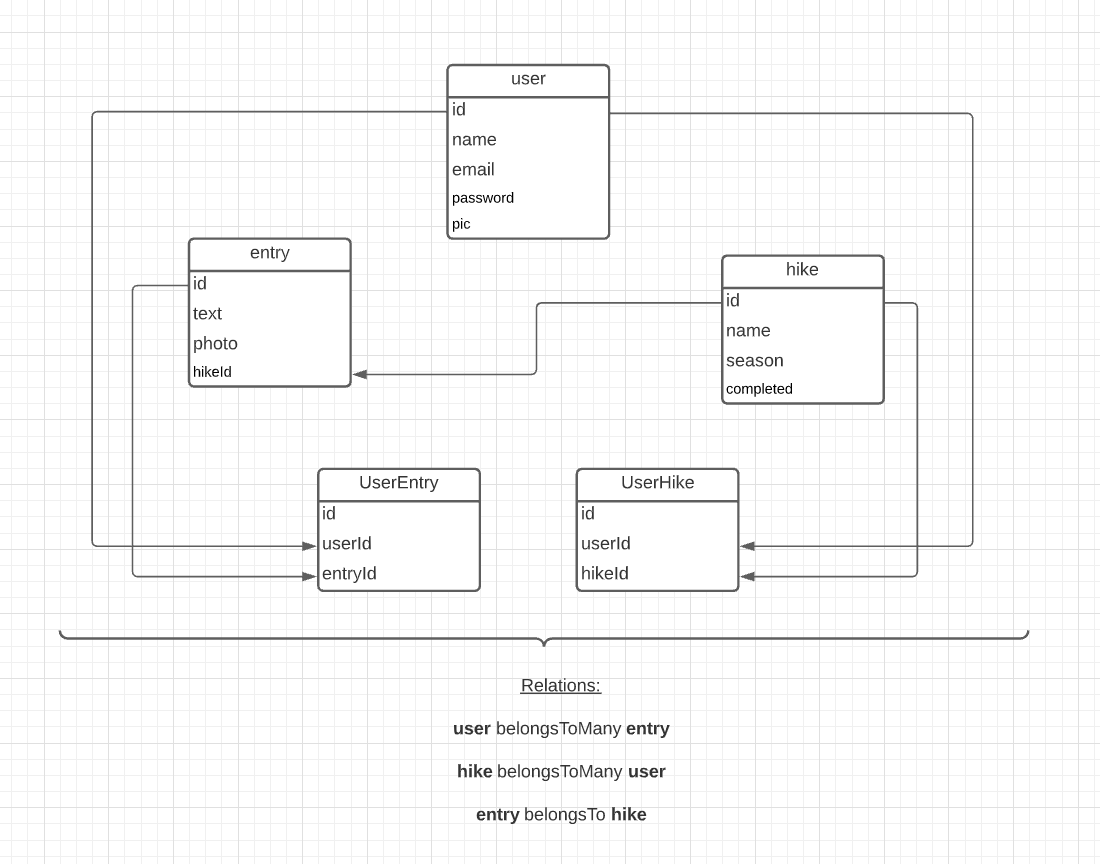 user
id
name
email
password
pic
entry
id
text
photo
hikeId
hike
id
name
season
completed
UserEntry
id
userId
entryId
UserHike
id
userId
hikeId
Relations:
user belongsToMany entry
hike belongsToMany user
entry belongsTo hike